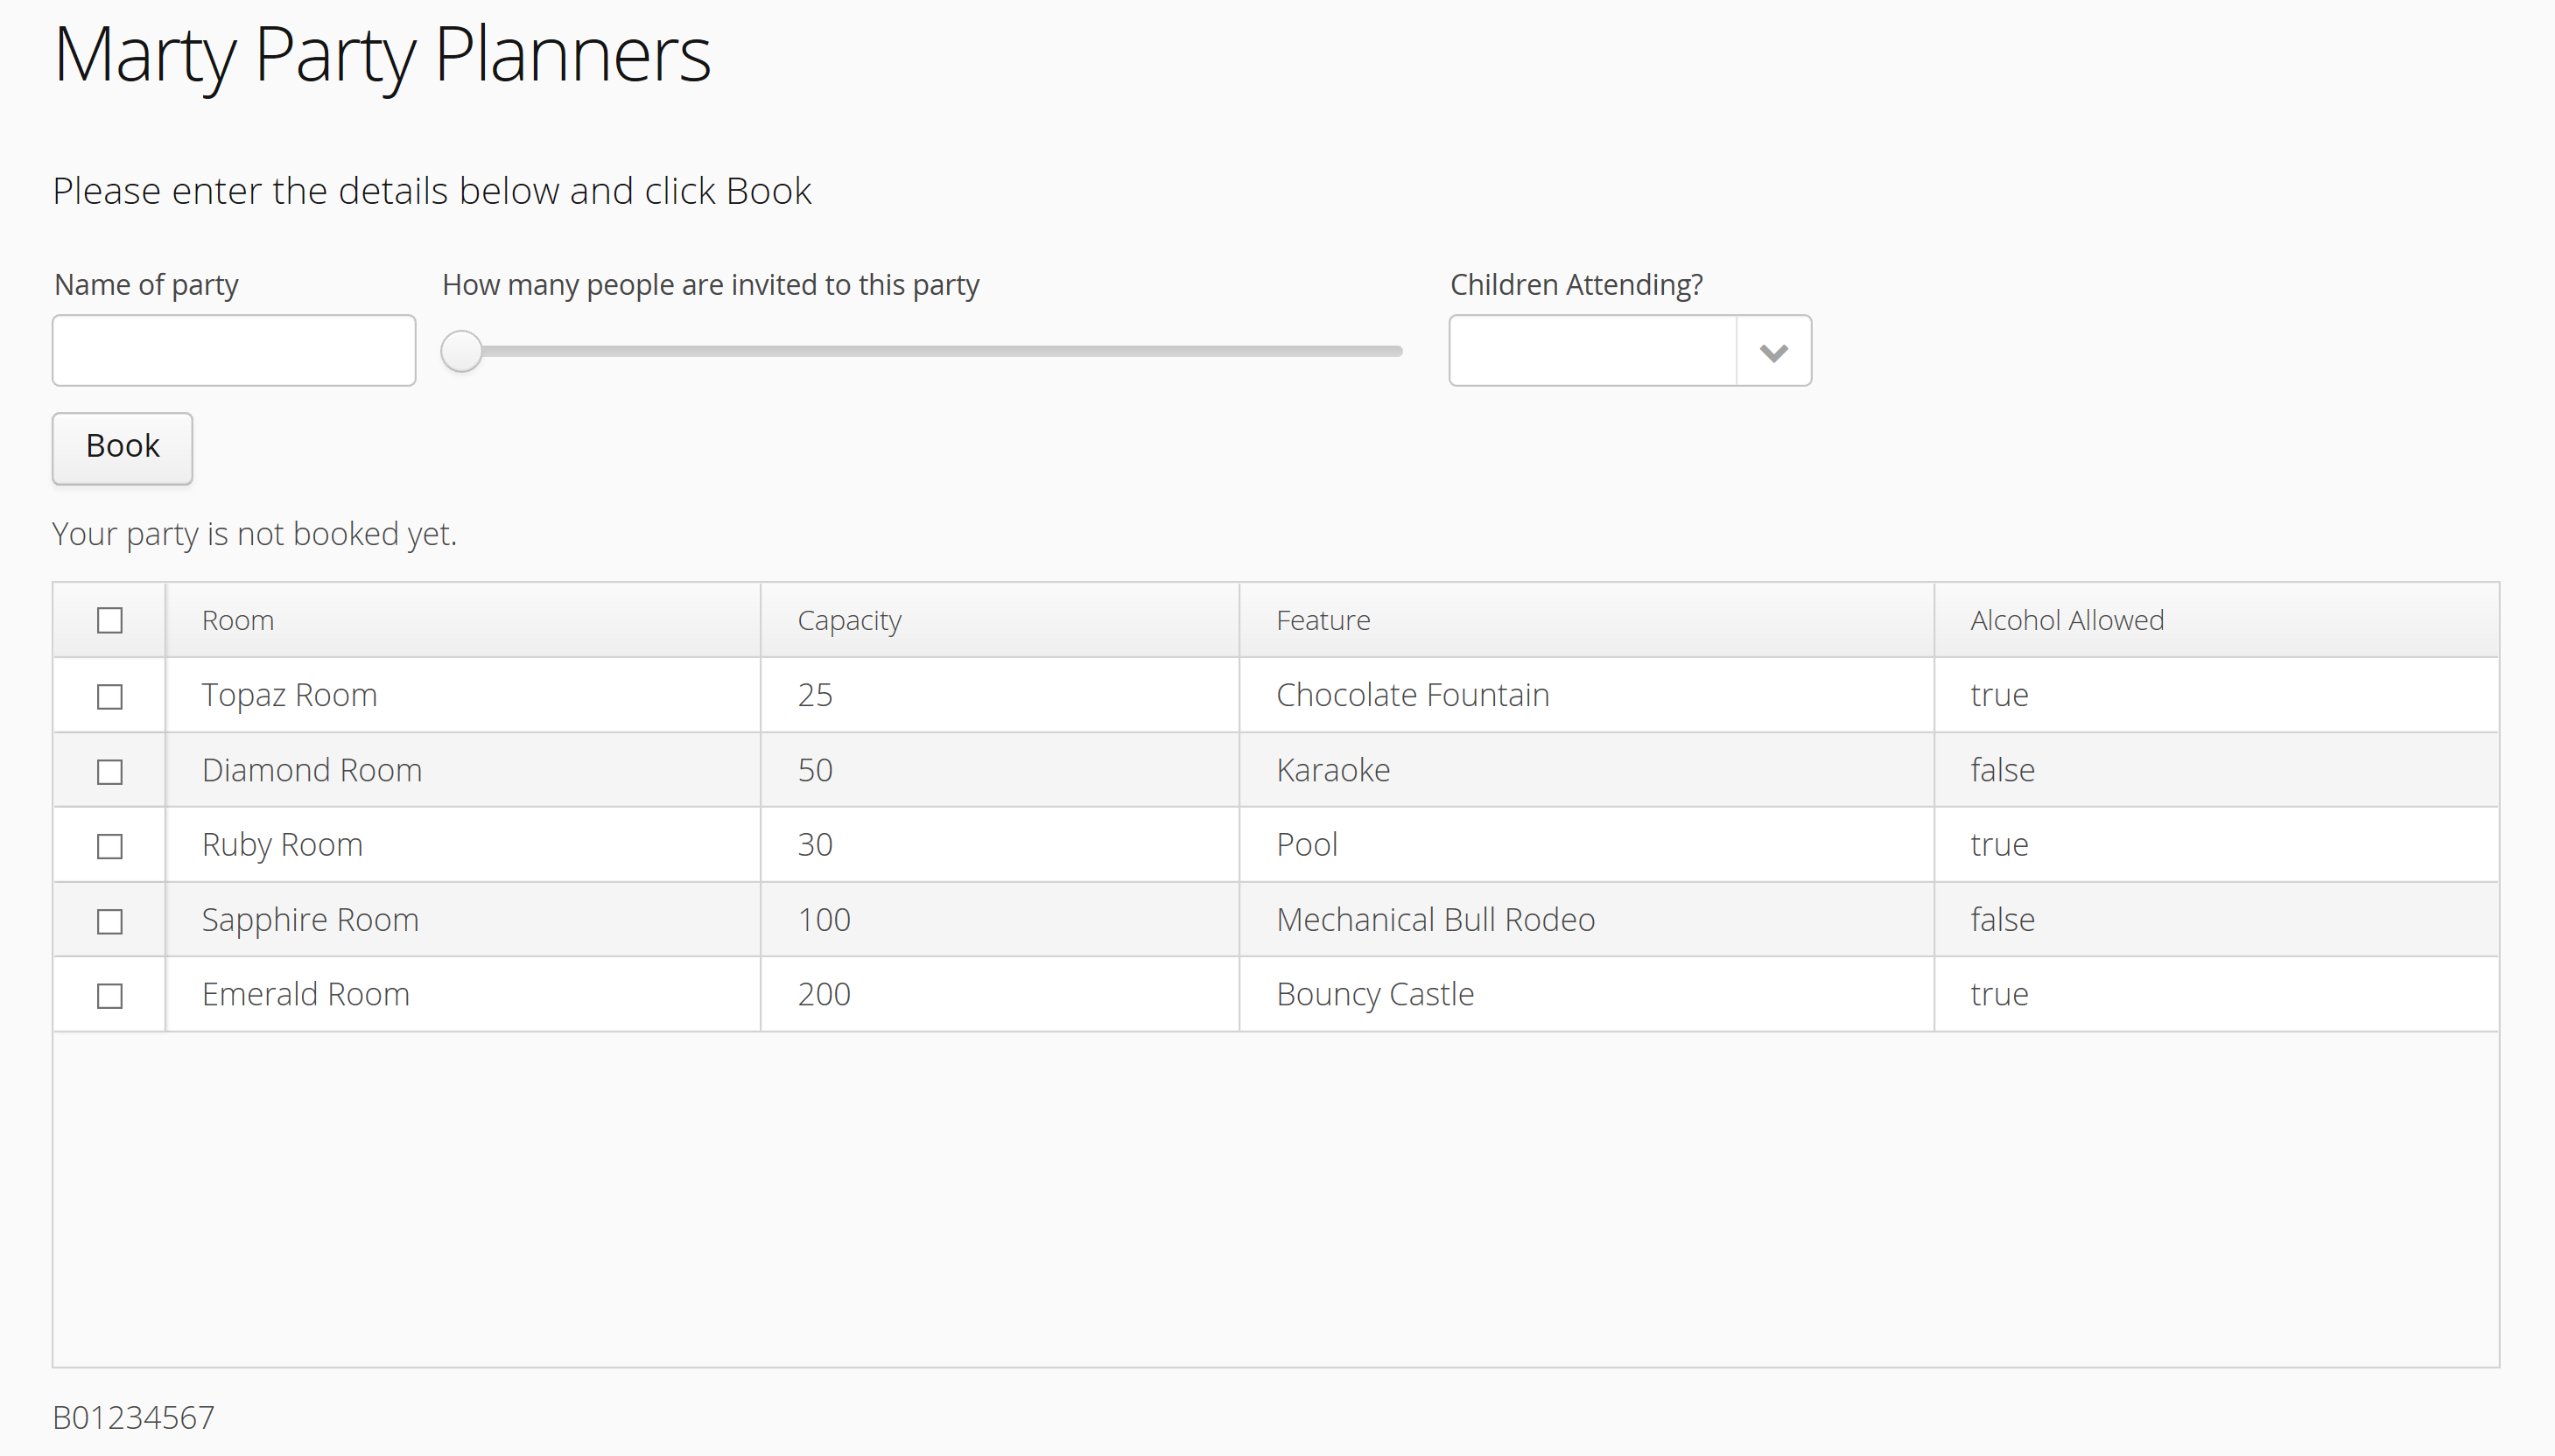 Marty Party Planners
Please enter the details below and click Book
Name of party How many people are invited to this party Children Attending?
Book
Your party is not booked yet.
Room Capacity Feature Alcohol Allowed
Topaz Room 25 Chocolate Fountain true
Diamond Room 50 Karaoke false
Ruby Room 30 Pool true
Sapphire Room 100 Mechanical Bull Rodeo false
Emerald Room 200 Bouncy Castle true
B01234567